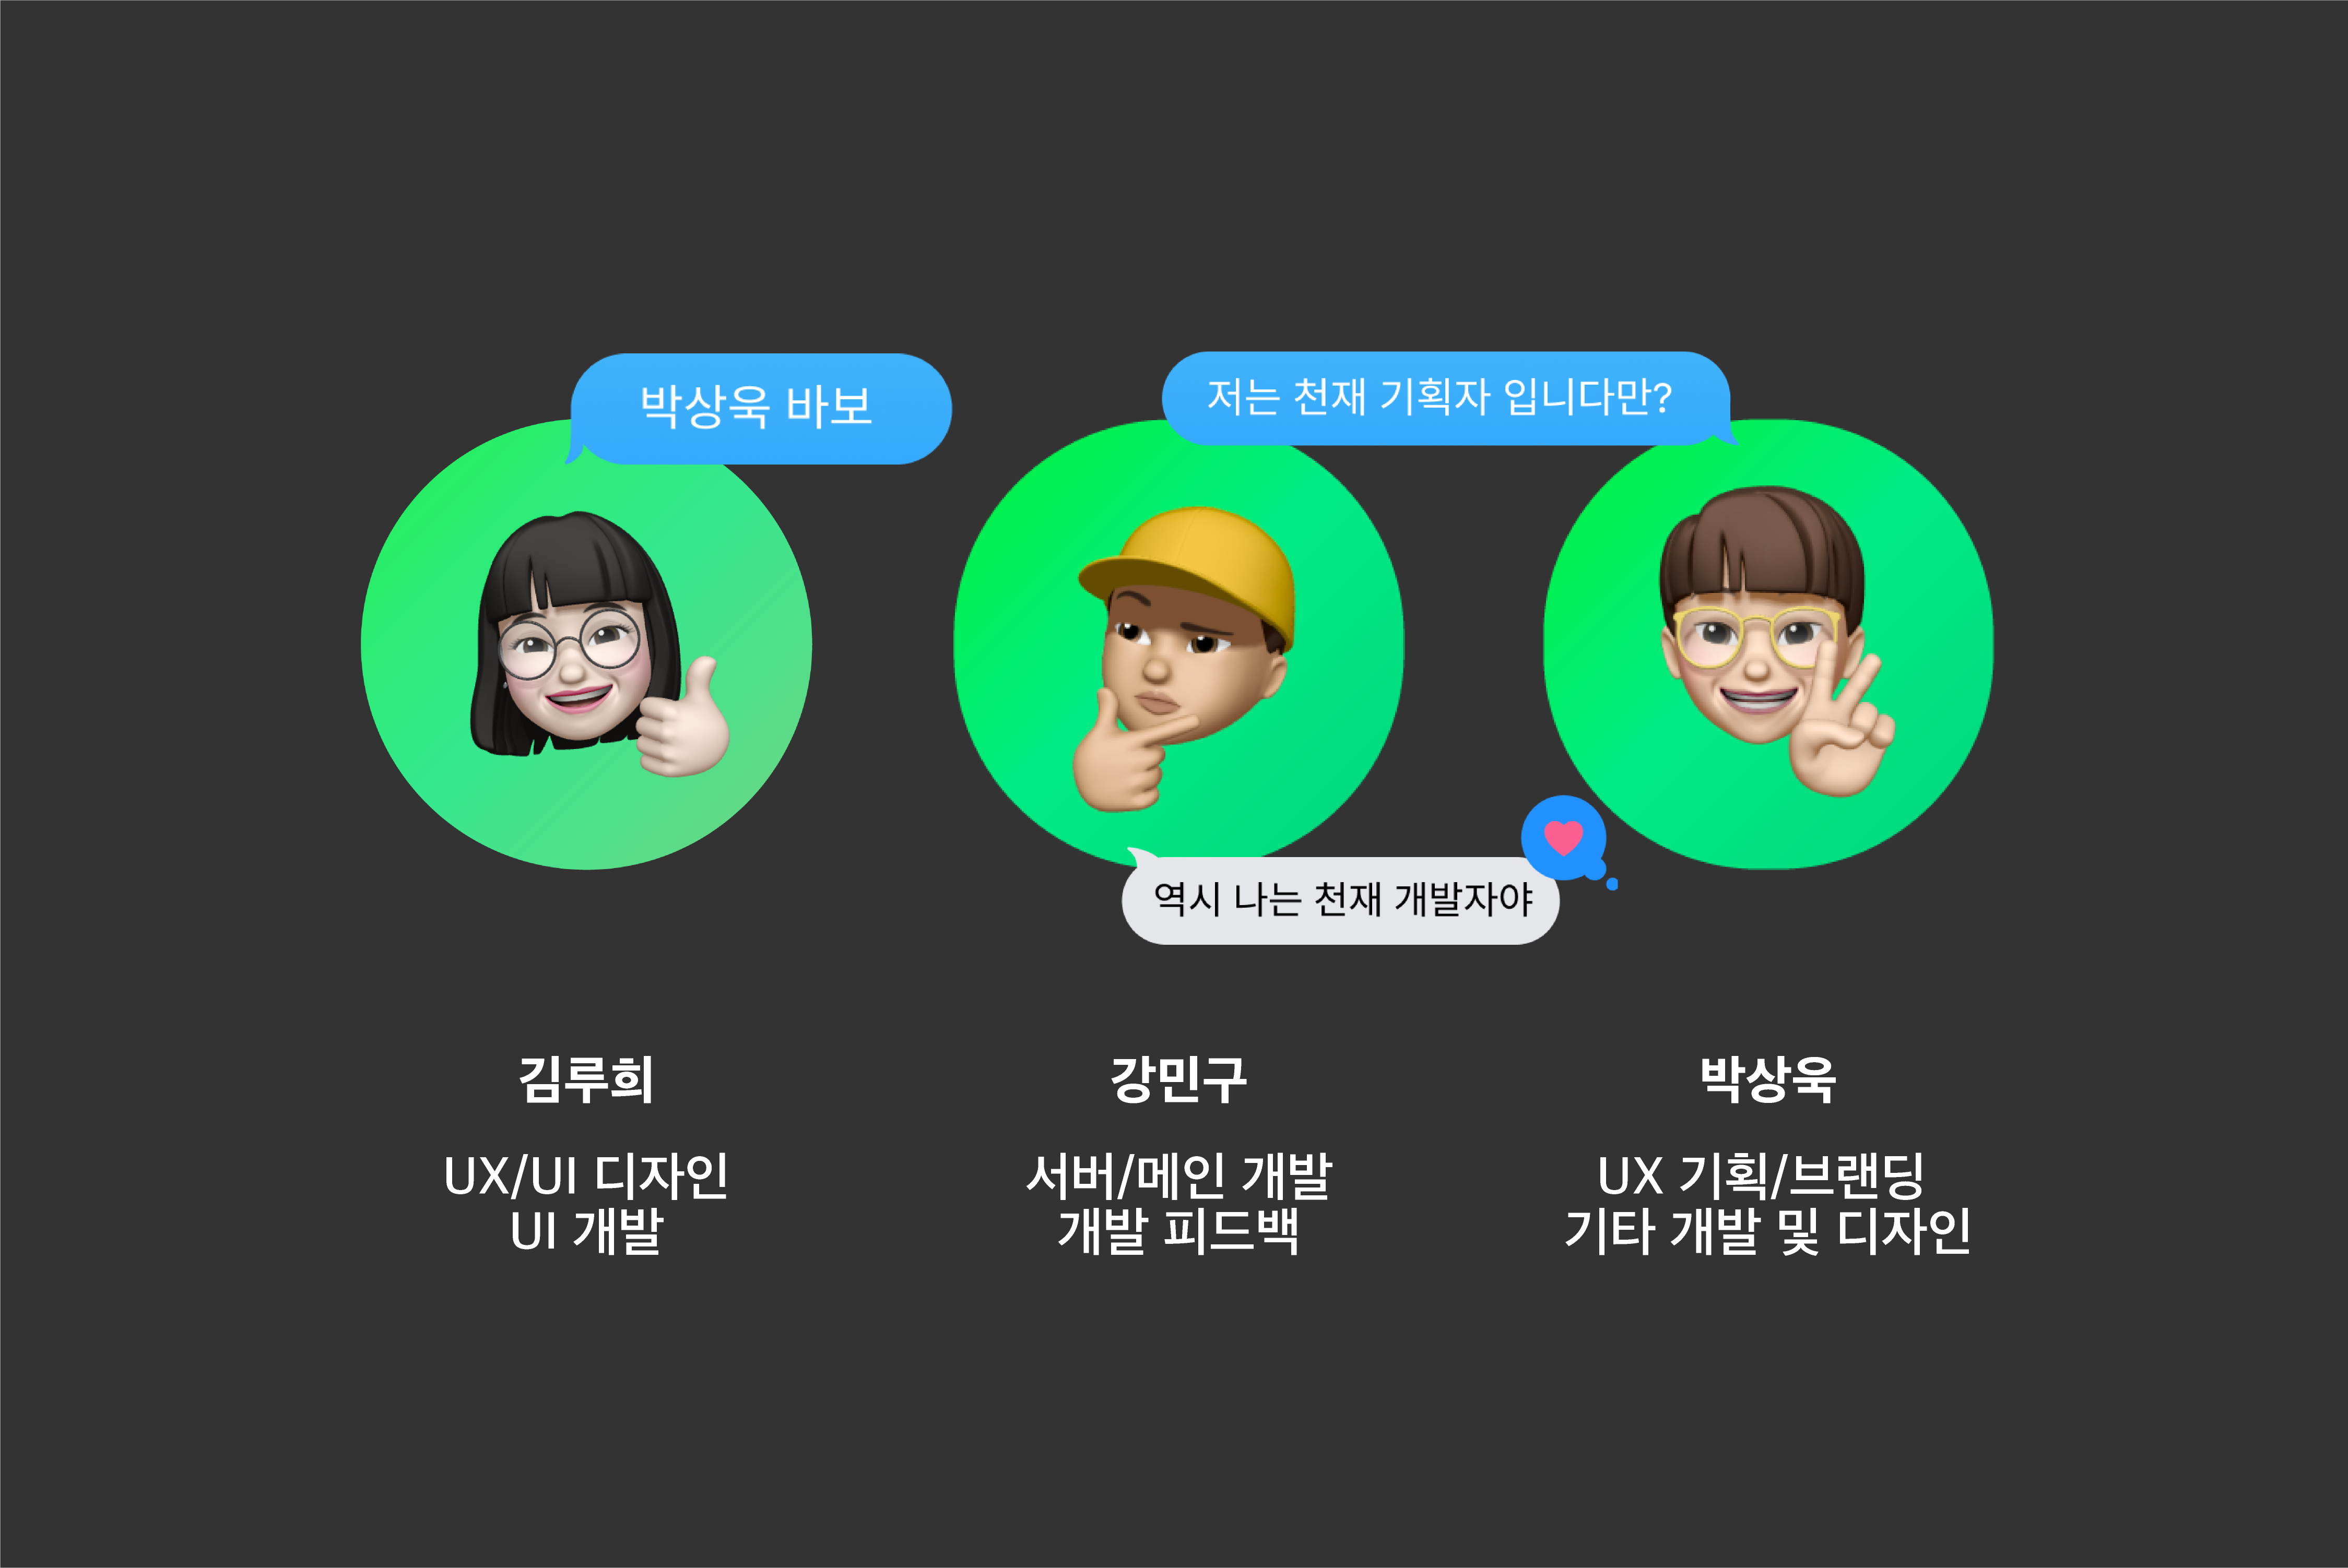 박상욱 바보
저는 천재 기획자 입니다만?
역시 나는 천재 개발자야
김루희
UX/UI 디자인
UI 개발
강민구
서버/메인 개발
개발 피드백
박상욱
UX 기획/브랜딩
기타 개발 및 디자인